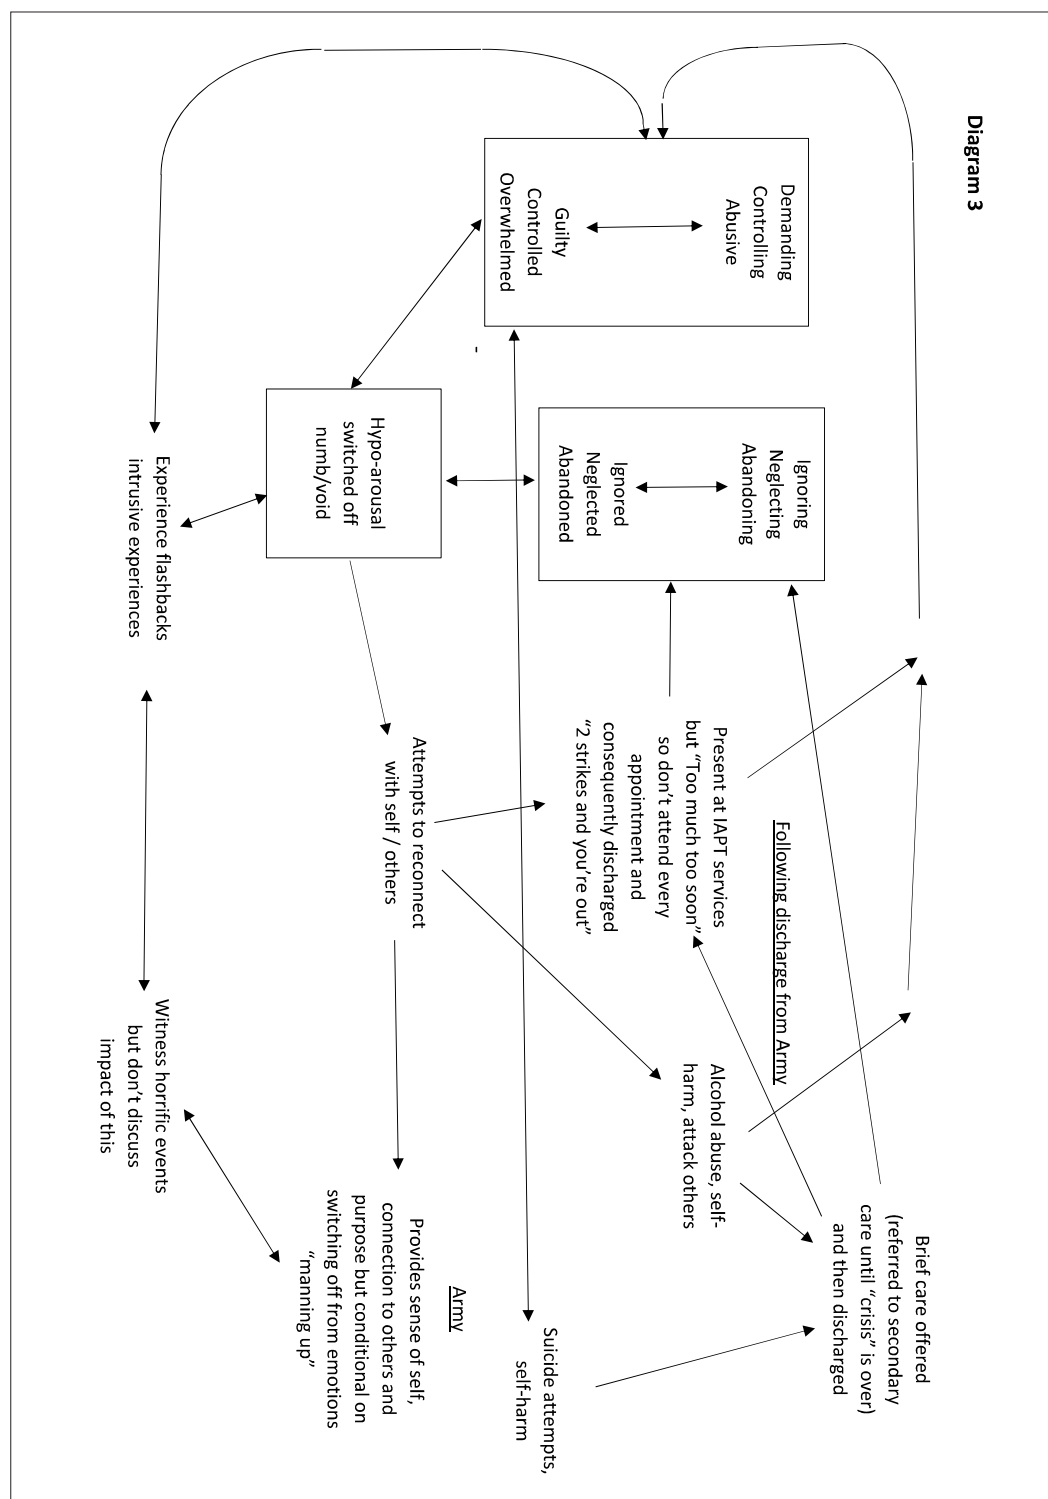 Diagram 3
Demanding
Controlling
Abusive
Guilty
Controlled
Overwhelmed
-
Ignoring
Neglecting
Abandoning
Ignored
Neglected
Abandoned
Hypo-arousal
switched off
numb/void
Experience flashbacks
intrusive experiences
Attempts to reconnect
with self / others
Following discharge from Army
Present at IAPT services
but “Too much too soon”
so don’t attend every
appointment and
consequently discharged
“2 strikes and you’re out”
Alcohol abuse, self-
harm, attack others
Brief care offered
(referred to secondary
care until “crisis” is over)
and then discharged
Suicide attempts,
self-harm
Army
Provides sense of self,
connection to others and
purpose but conditional on
switching off from emotions
“manning up”
Witness horrific events
but don’t discuss
impact of this